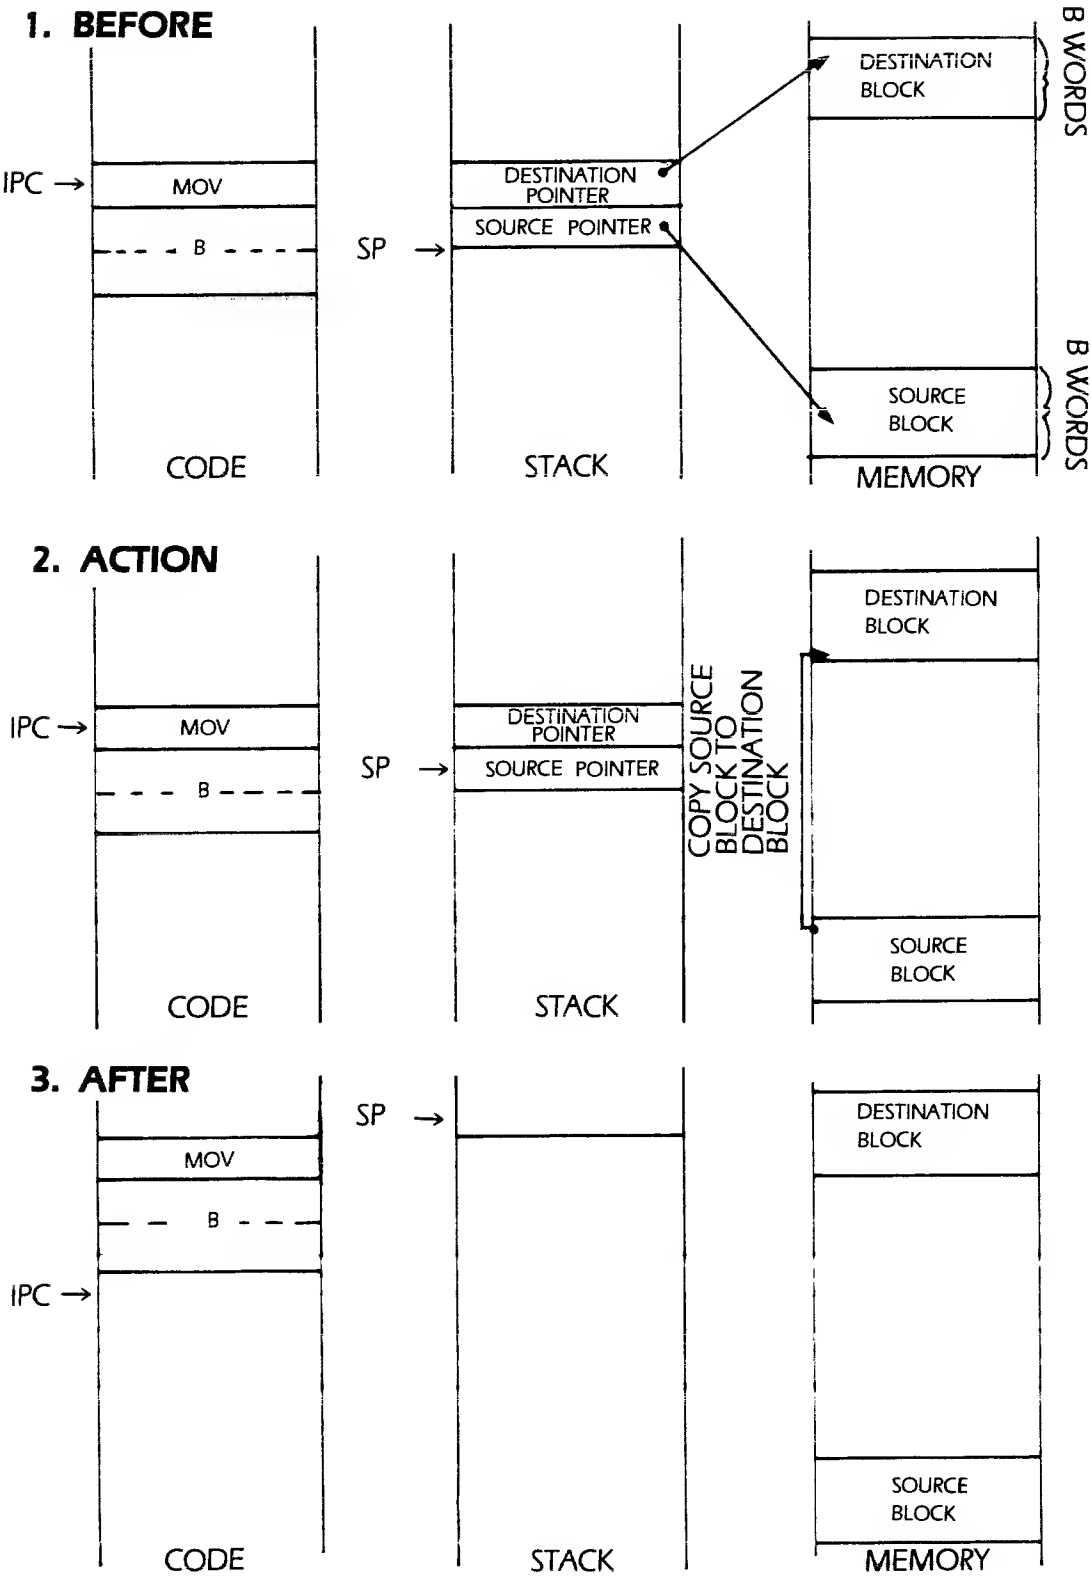 1. BEFORE
IPC →
MOV
B
CODE
SP →
DESTINATION
POINTER
SOURCE POINTER
STACK
DESTINATION
BLOCK
B WORDS
SOURCE
BLOCK
B WORDS
MEMORY
2. ACTION
IPC →
MOV
B
CODE
SP →
DESTINATION
POINTER
SOURCE POINTER
STACK
COPY SOURCE
BLOCK TO
DESTINATION
BLOCK
DESTINATION
BLOCK
SOURCE
BLOCK
3. AFTER
MOV
B
IPC →
CODE
SP →
STACK
DESTINATION
BLOCK
SOURCE
BLOCK
MEMORY